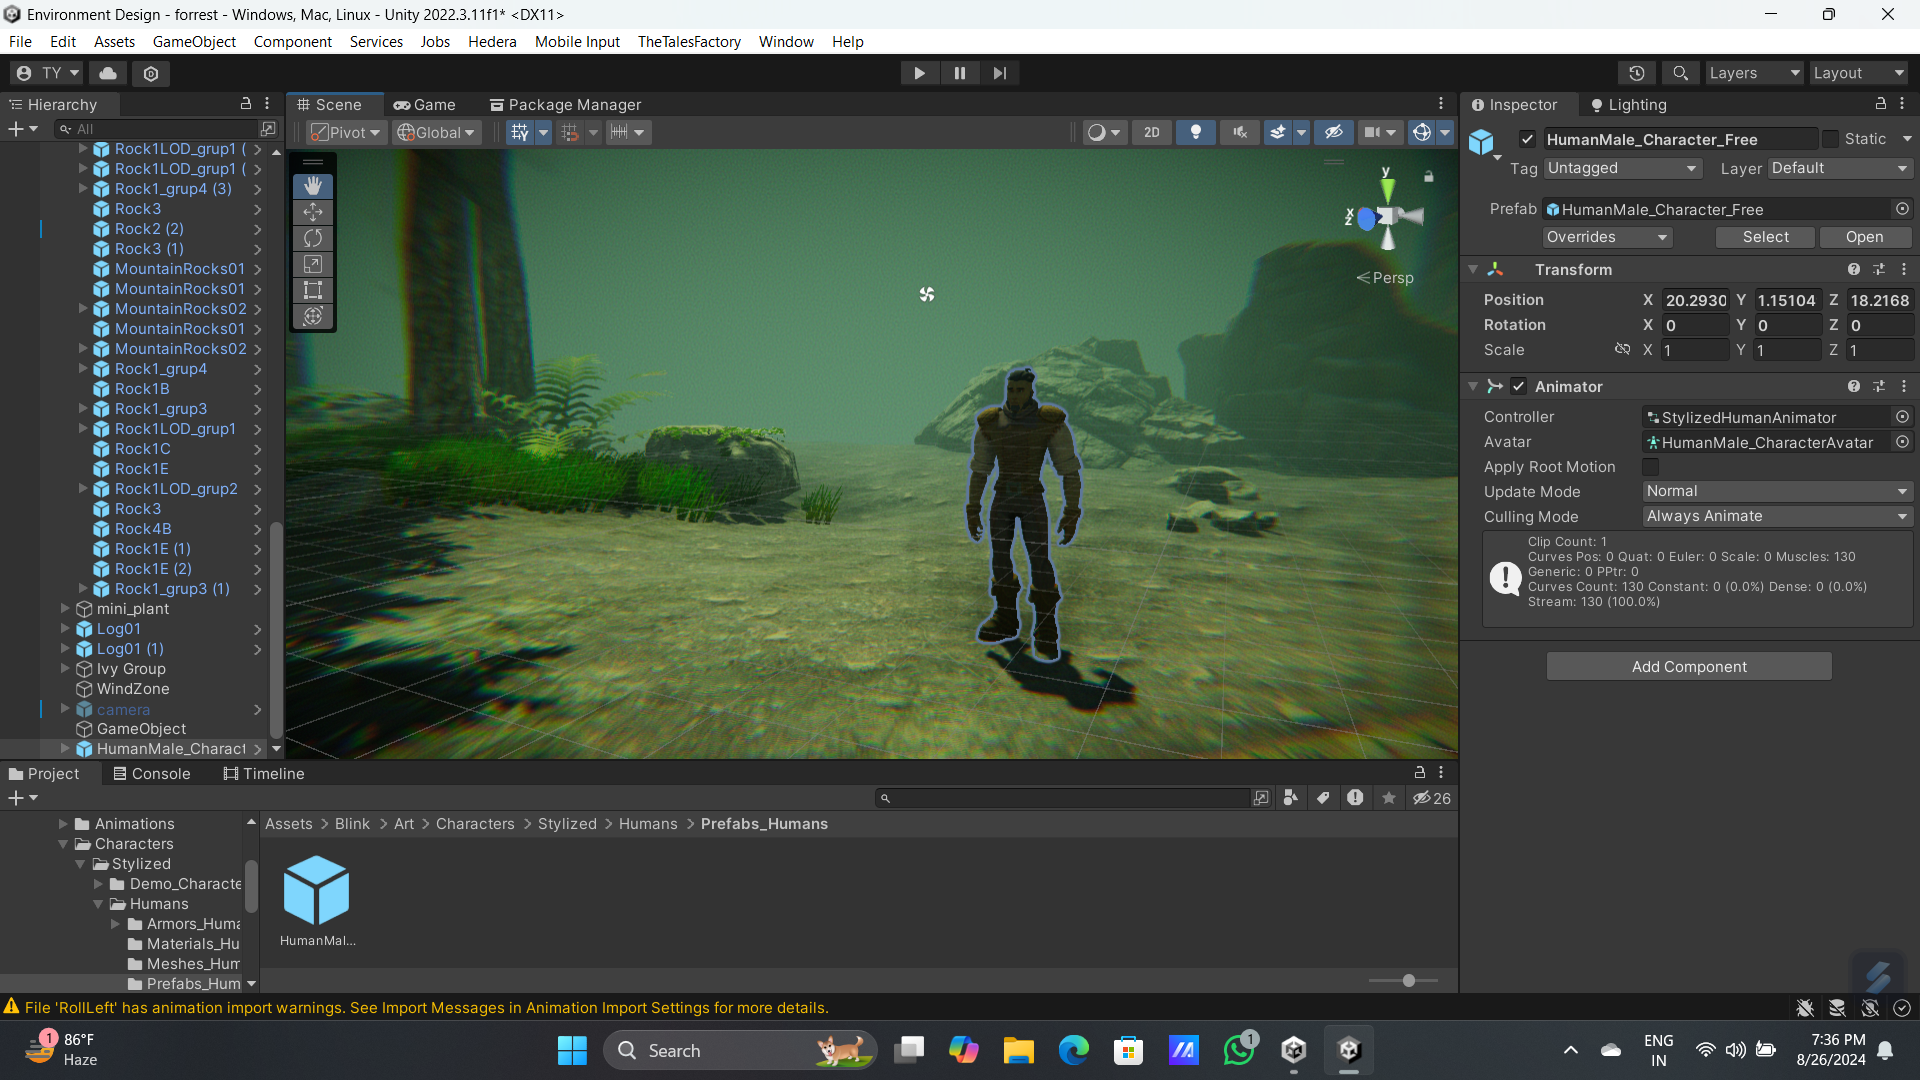 Environment Design - forrest - Windows, Mac, Linux - Unity 2022.3.11f1* <DX11>
File Edit Assets GameObject Component Services Jobs Hedera Mobile Input TheTalesFactory Window Help
TY
Layers
Layout
Hierarchy
All
Rock1LOD_grup1 (
Rock1LOD_grup1 (
Rock1_grup4 (3)
Rock3
Rock2 (2)
Rock3 (1)
MountainRocks01
MountainRocks01
MountainRocks02
MountainRocks01
MountainRocks02
Rock1_grup4
Rock1B
Rock1_grup3
Rock1LOD_grup1
Rock1C
Rock1E
Rock1LOD_grup2
Rock3
Rock4B
Rock1E (1)
Rock1E (2)
Rock1_grup3 (1)
mini_plant
Log01
Log01 (1)
Ivy Group
WindZone
camera
GameObject
HumanMale_Charact
Scene Game Package Manager
Pivot Global 2D
y
x
z
Persp
Inspector Lighting
HumanMale_Character_Free Static
Tag Untagged Layer Default
Prefab HumanMale_Character_Free
Overrides Select Open
Transform
Position X 20.2930 Y 1.15104 Z 18.2168
Rotation X 0 Y 0 Z 0
Scale X 1 Y 1 Z 1
Animator
Controller StylizedHumanAnimator
Avatar HumanMale_CharacterAvatar
Apply Root Motion
Update Mode Normal
Culling Mode Always Animate
Clip Count: 1
Curves Pos: 0 Quat: 0 Euler: 0 Scale: 0 Muscles: 130
Generic: 0 PPtr: 0
Curves Count: 130 Constant: 0 (0.0%) Dense: 0 (0.0%)
Stream: 130 (100.0%)
Add Component
Project Console Timeline
26
Animations
Characters
Stylized
Demo_Characte
Humans
Armors_Huma
Materials_Hu
Meshes_Hum
Prefabs_Hum
Assets > Blink > Art > Characters > Stylized > Humans > Prefabs_Humans
HumanMal...
File 'RollLeft' has animation import warnings. See Import Messages in Animation Import Settings for more details.
1
86°F
Haze
Search
1
ENG
IN
7:36 PM
8/26/2024